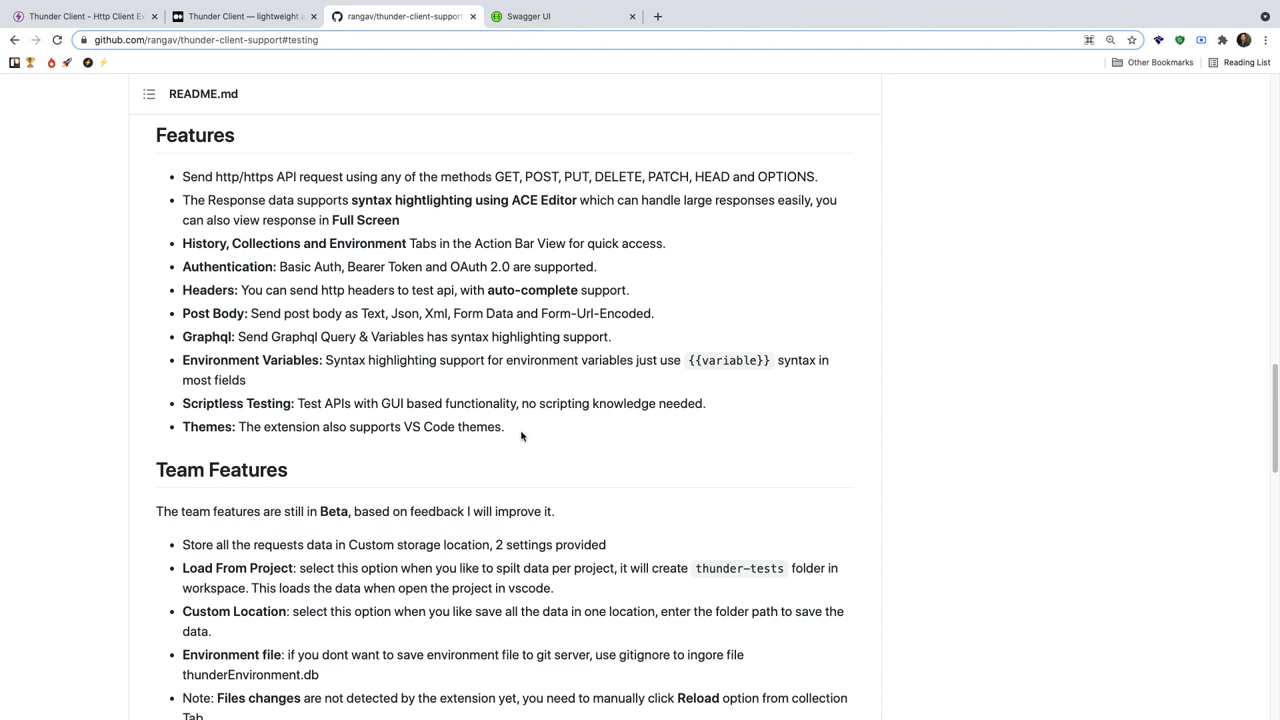 Thunder Client - Http Client Ex
Thunder Client — lightweight a
rangav/thunder-client-support
Swagger UI
github.com/rangav/thunder-client-support#testing
Other Bookmarks
Reading List
README.md
Features
Send http/https API request using any of the methods GET, POST, PUT, DELETE, PATCH, HEAD and OPTIONS.
The Response data supports syntax hightlighting using ACE Editor which can handle large responses easily, you
can also view response in Full Screen
History, Collections and Environment Tabs in the Action Bar View for quick access.
Authentication: Basic Auth, Bearer Token and OAuth 2.0 are supported.
Headers: You can send http headers to test api, with auto-complete support.
Post Body: Send post body as Text, Json, Xml, Form Data and Form-Url-Encoded.
Graphql: Send Graphql Query & Variables has syntax highlighting support.
Environment Variables: Syntax highlighting support for environment variables just use {{variable}} syntax in
most fields
Scriptless Testing: Test APIs with GUI based functionality, no scripting knowledge needed.
Themes: The extension also supports VS Code themes.
Team Features
The team features are still in Beta, based on feedback I will improve it.
Store all the requests data in Custom storage location, 2 settings provided
Load From Project: select this option when you like to spilt data per project, it will create thunder-tests folder in
workspace. This loads the data when open the project in vscode.
Custom Location: select this option when you like save all the data in one location, enter the folder path to save the
data.
Environment file: if you dont want to save environment file to git server, use gitignore to ingore file
thunderEnvironment.db
Note: Files changes are not detected by the extension yet, you need to manually click Reload option from collection
Tab